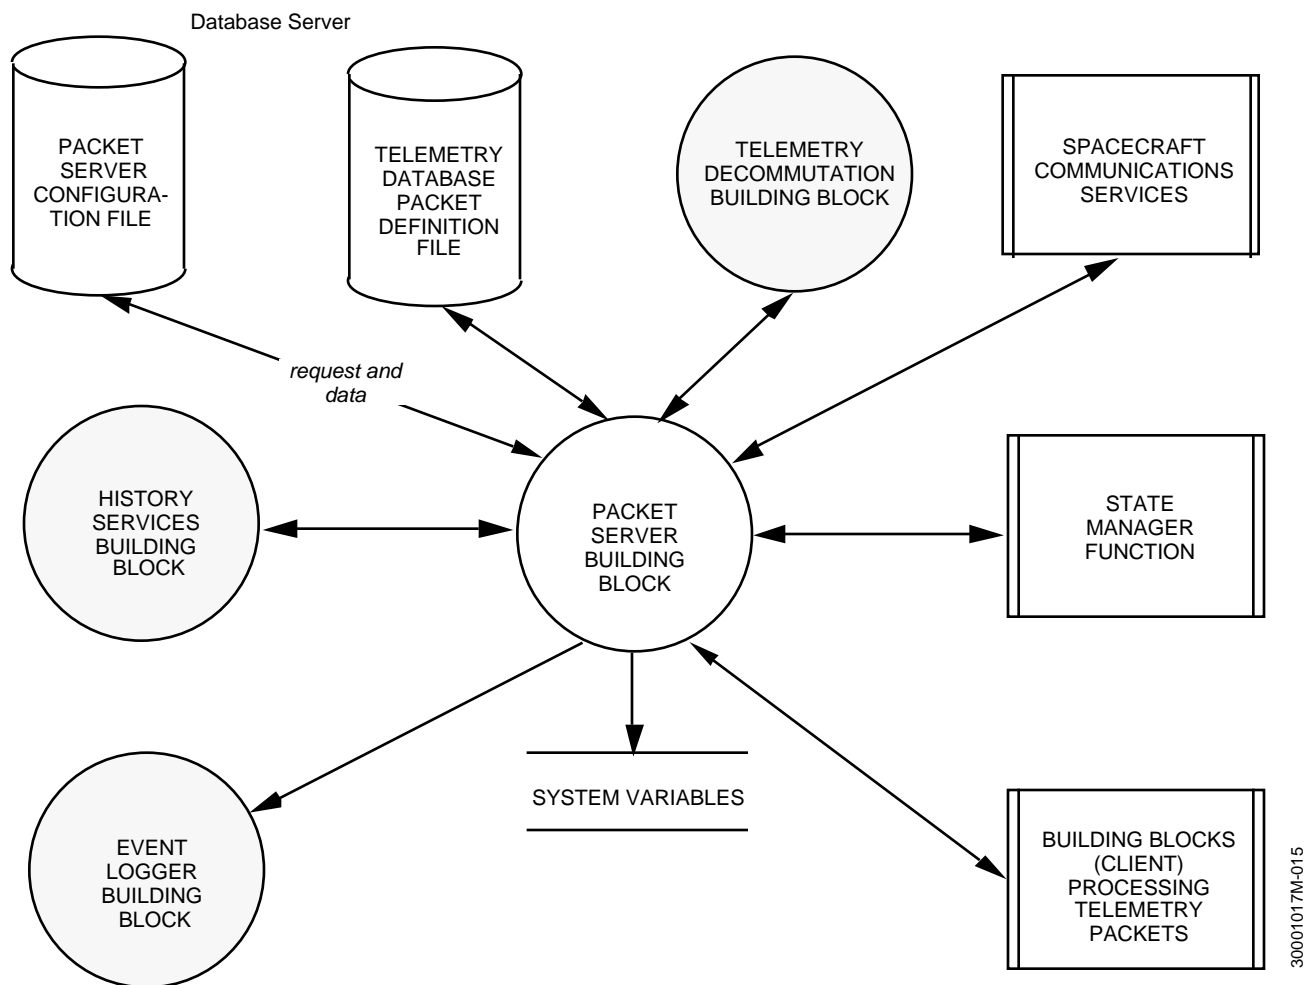 Database Server
PACKET
SERVER
CONFIGURA-
TION FILE
TELEMETRY
DATABASE
PACKET
DEFINITION
FILE
TELEMETRY
DECOMMUTATION
BUILDING BLOCK
SPACECRAFT
COMMUNICATIONS
SERVICES
request and
data
HISTORY
SERVICES
BUILDING
BLOCK
PACKET
SERVER
BUILDING
BLOCK
STATE
MANAGER
FUNCTION
EVENT
LOGGER
BUILDING
BLOCK
SYSTEM VARIABLES
BUILDING BLOCKS
(CLIENT)
PROCESSING
TELEMETRY
PACKETS
30001017M-015